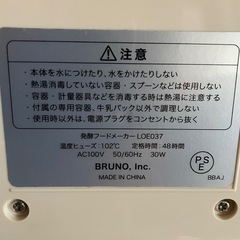 ⚠注意
・本体を水につけたり、水をかけたりしない
・熱湯消毒していない容器・スプーンなどは使用しない
・容器・計量器具などを消毒する時は熱湯に注意する
・付属の専用容器、牛乳パック以外で調理しない
・使用時以外は、電源プラグをコンセントから抜く
発酵フードメーカー LOE037
温度ヒューズ:102℃ 定格時間:48時間
AC100V 50/60Hz 30W
BRUNO, Inc.
MADE IN CHINA
PSE
BBAJ